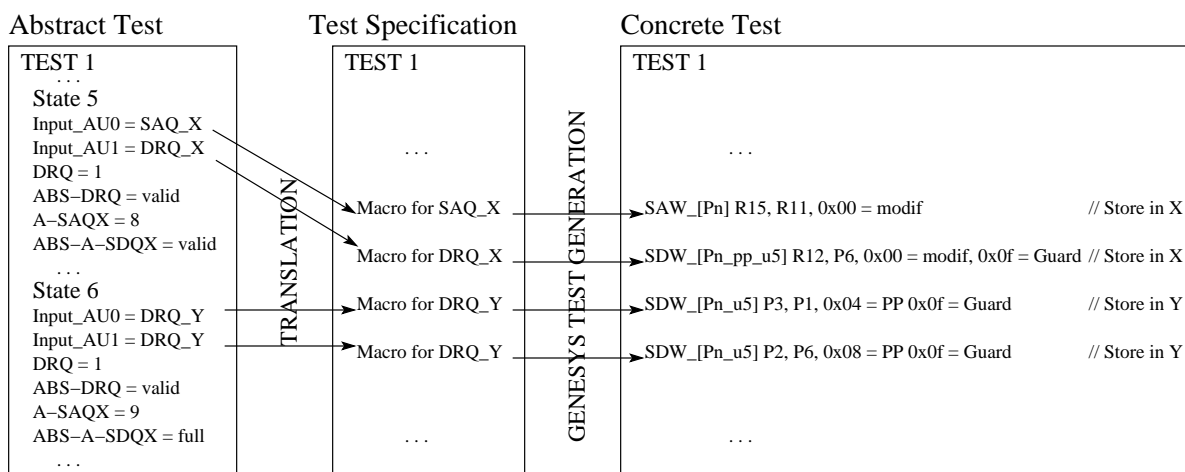 Abstract Test
TEST 1
. . .
State 5
Input_AU0 = SAQ_X
Input_AU1 = DRQ_X
DRQ = 1
ABS-DRQ = valid
A-SAQX = 8
ABS-A-SDQX = valid
. . .
State 6
Input_AU0 = DRQ_Y
Input_AU1 = DRQ_Y
DRQ = 1
ABS-DRQ = valid
A-SAQX = 9
ABS-A-SDQX = full
. . .
TRANSLATION
Test Specification
TEST 1
. . .
Macro for SAQ_X
Macro for DRQ_X
Macro for DRQ_Y
Macro for DRQ_Y
. . .
GENESYS TEST GENERATION
Concrete Test
TEST 1
. . .
SAW_[Pn] R15, R11, 0x00 = modif // Store in X
SDW_[Pn_pp_u5] R12, P6, 0x00 = modif, 0x0f = Guard // Store in X
SDW_[Pn_u5] P3, P1, 0x04 = PP 0x0f = Guard // Store in Y
SDW_[Pn_u5] P2, P6, 0x08 = PP 0x0f = Guard // Store in Y
. . .